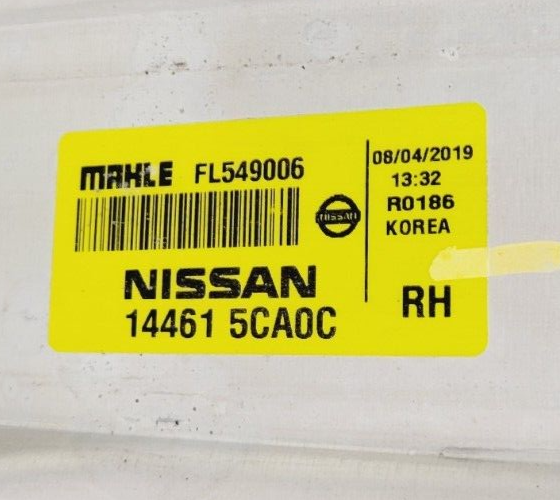 MAHLE FL549006
NISSAN
NISSAN
14461 5CA0C
08/04/2019
13:32
R0186
KOREA
RH